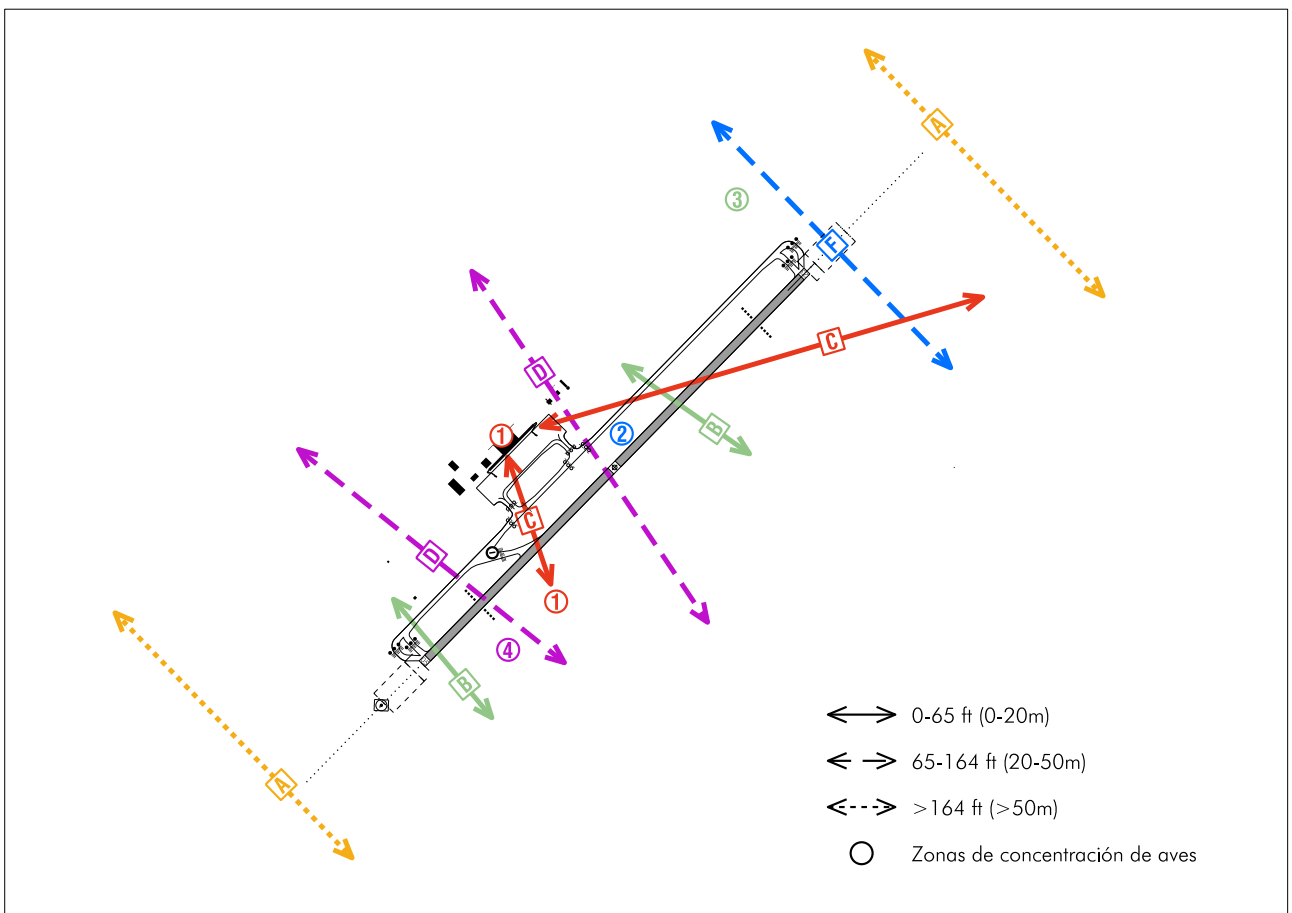 A
③
F
C
D
B
①
②
D
C
①
④
B
A
0-65 ft (0-20m)
65-164 ft (20-50m)
>164 ft (>50m)
Zonas de concentración de aves